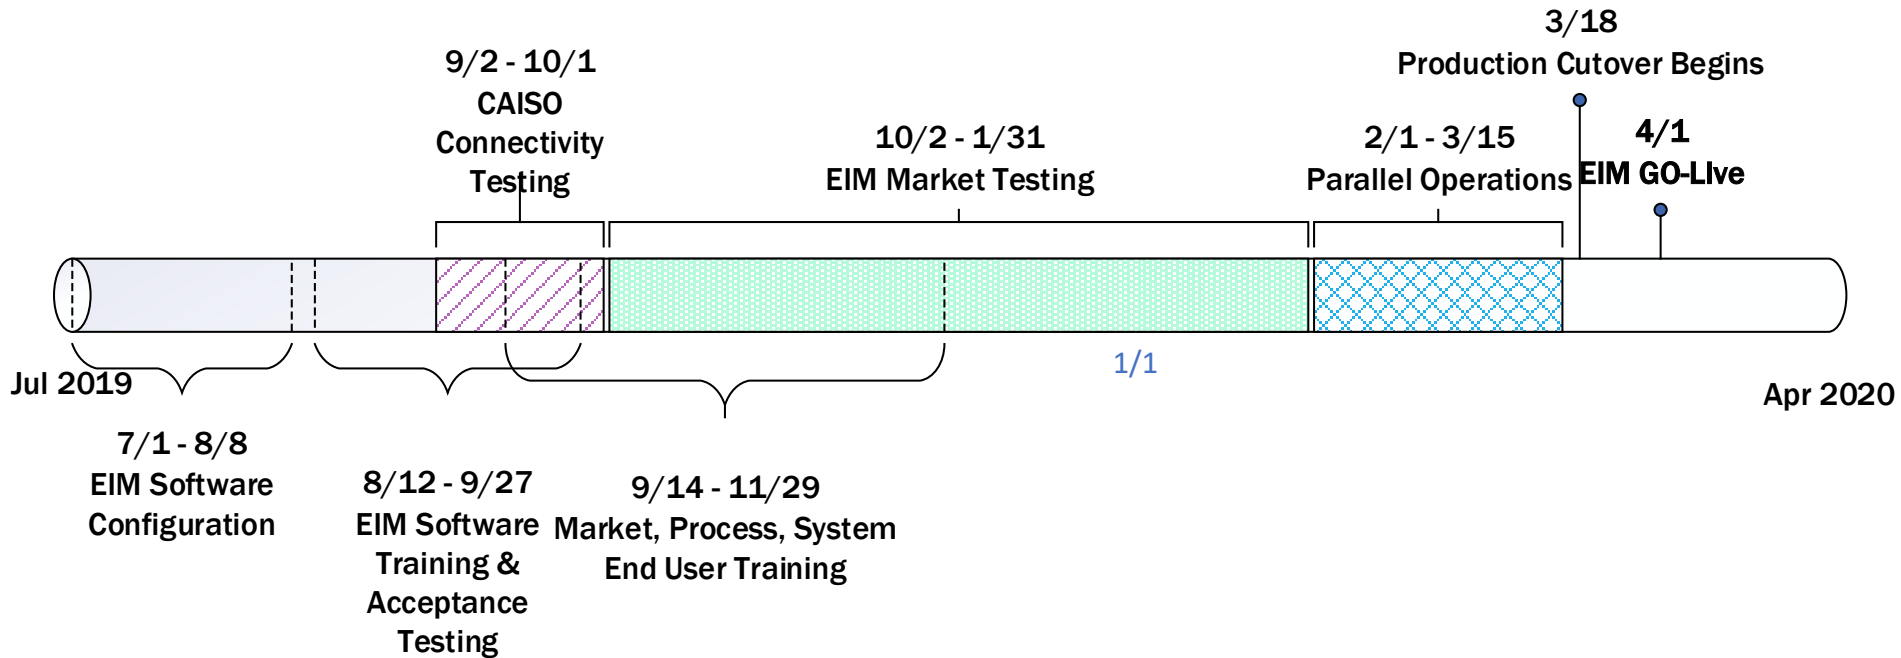 3/18
Production Cutover Begins
9/2 - 10/1
CAISO
Connectivity
Testing
10/2 - 1/31
EIM Market Testing
2/1 - 3/15
Parallel Operations
4/1
EIM GO-LIve
1/1
Jul 2019
Apr 2020
7/1 - 8/8
EIM Software
Configuration
8/12 - 9/27
EIM Software
Training &
Acceptance
Testing
9/14 - 11/29
Market, Process, System
End User Training